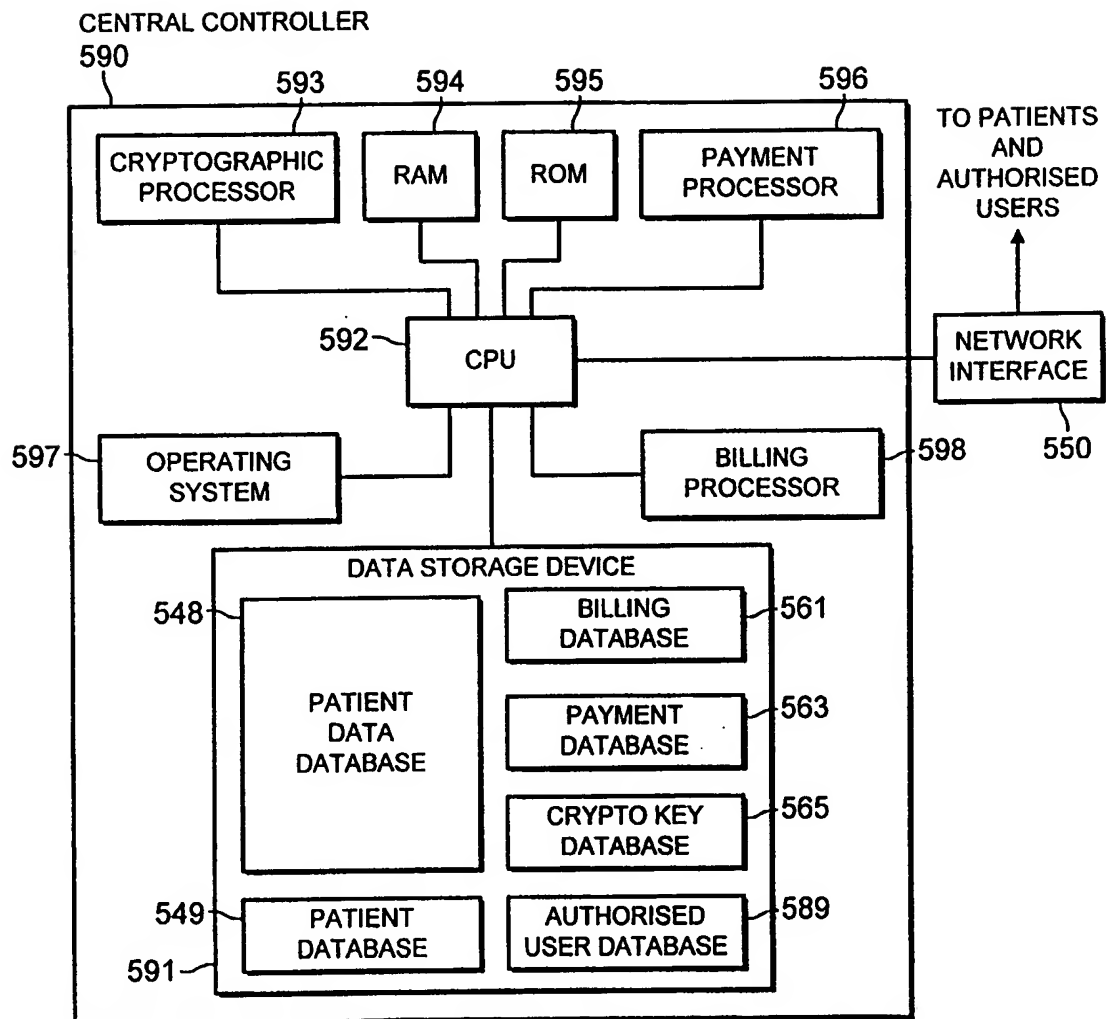 CENTRAL CONTROLLER
590
593
594
595
596
CRYPTOGRAPHIC
PROCESSOR
RAM
ROM
PAYMENT
PROCESSOR
TO PATIENTS
AND
AUTHORISED
USERS
592
CPU
NETWORK
INTERFACE
550
597
OPERATING
SYSTEM
BILLING
PROCESSOR
598
DATA STORAGE DEVICE
548
PATIENT
DATA
DATABASE
BILLING
DATABASE
561
PAYMENT
DATABASE
563
CRYPTO KEY
DATABASE
565
549
PATIENT
DATABASE
AUTHORISED
USER DATABASE
589
591